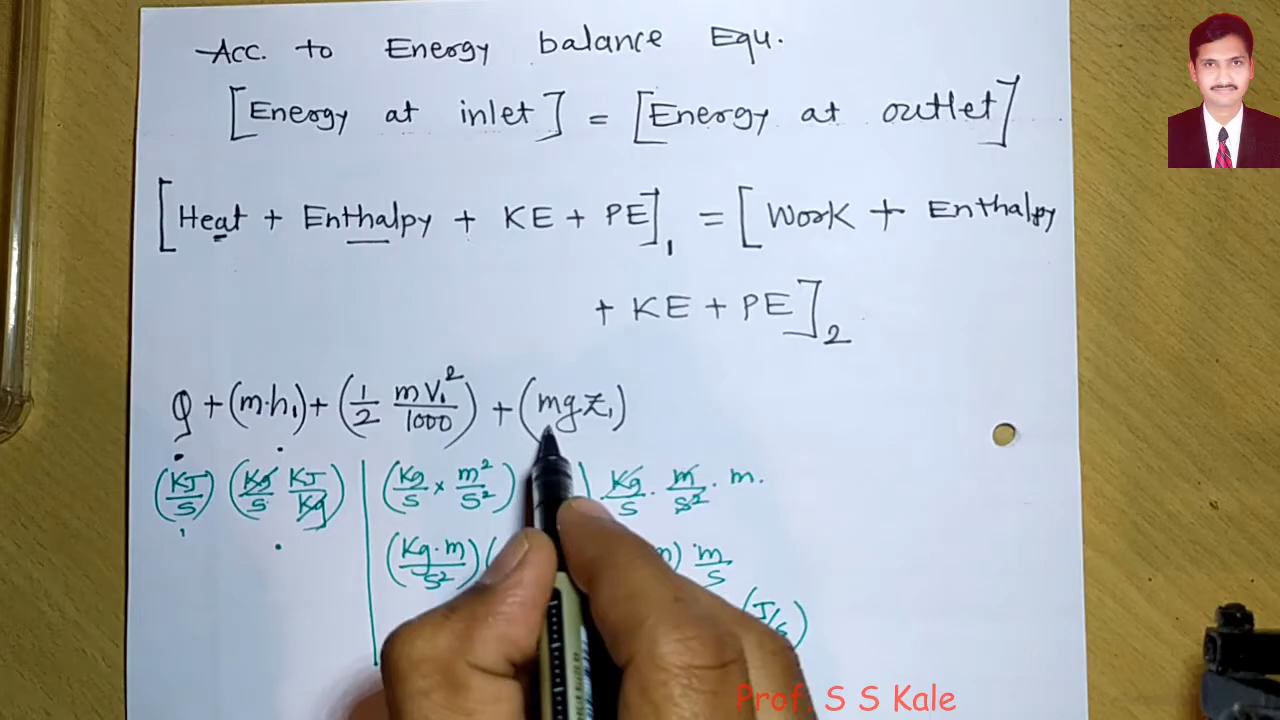 Acc. to Energy balance Equ.
[Energy at inlet] = [Energy at outlet]
[Heat + Enthalpy + KE + PE]₁ = [Work + Enthalpy
+ KE + PE]₂
Q + (m·h₁) + (1/2 mV₁²/1000) + (mg.z₁)
(KJ/s) (Kg/s KJ/Kg) | (Kg/s × m²/s²) | Kg/s · m/s² · m.
(Kg·m/s²) ( m) m/s
(J/s)
Prof. S S Kale